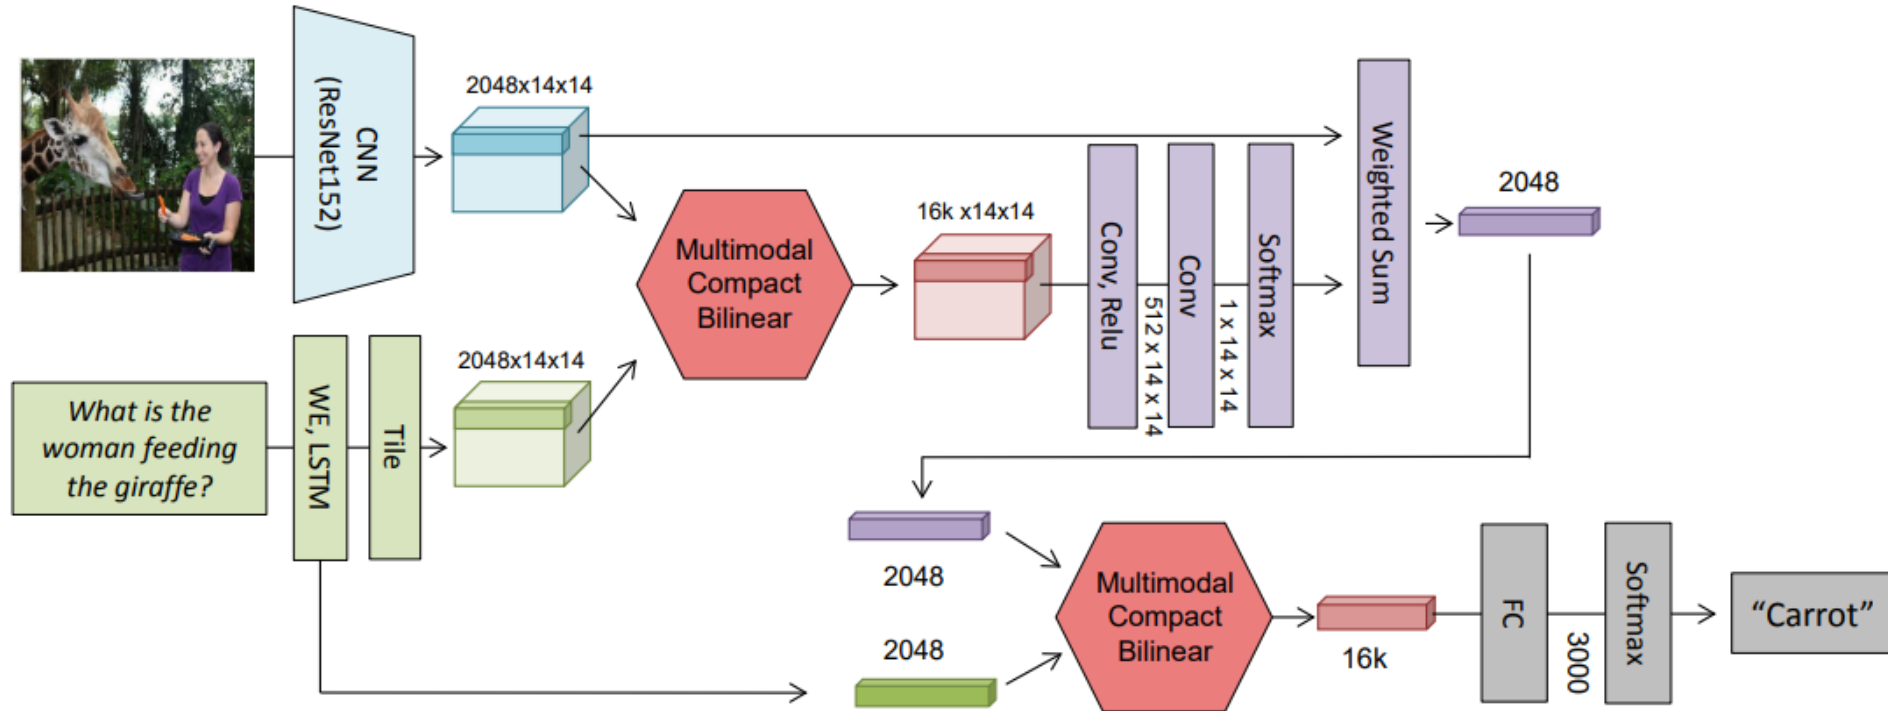 CNN
(ResNet152)
2048x14x14
What is the
woman feeding
the giraffe?
WE, LSTM
Tile
2048x14x14
Multimodal
Compact
Bilinear
16k x14x14
Conv, Relu
512 x 14 x 14
Conv
1 x 14 x 14
Softmax
Weighted Sum
2048
2048
2048
Multimodal
Compact
Bilinear
16k
FC
3000
Softmax
“Carrot”